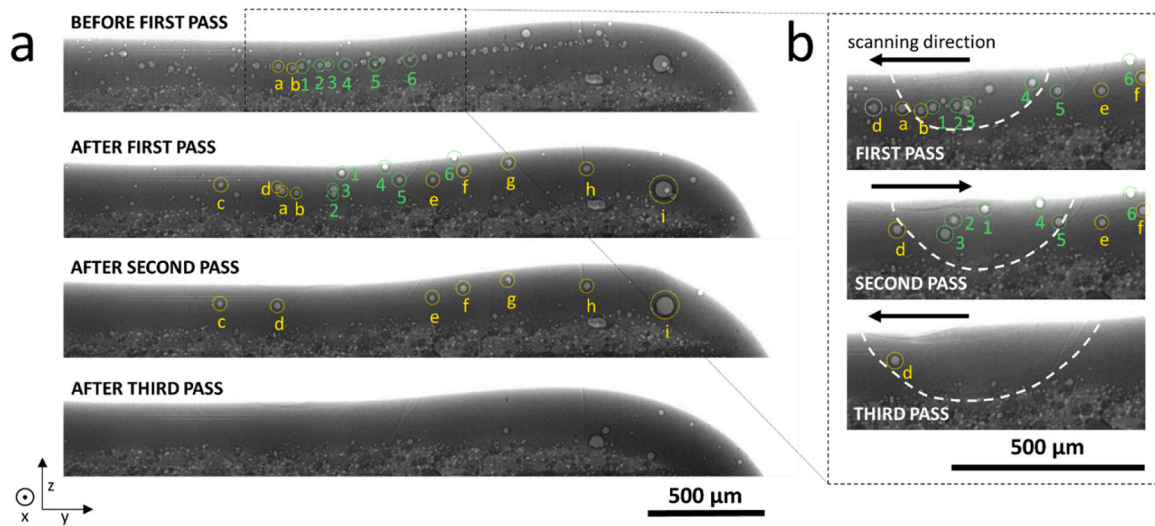 a
BEFORE FIRST PASS
a b 1 2 3 4 5 6
AFTER FIRST PASS
c d a b 2 3 1 4 5 6 e f g h i
AFTER SECOND PASS
c d e f g h i
AFTER THIRD PASS
500 µm
z
x y
b
scanning direction
d a b 1 2 3 4 5 e 6 f
FIRST PASS
d 3 2 1 4 5 e 6 f
SECOND PASS
d
THIRD PASS
500 µm